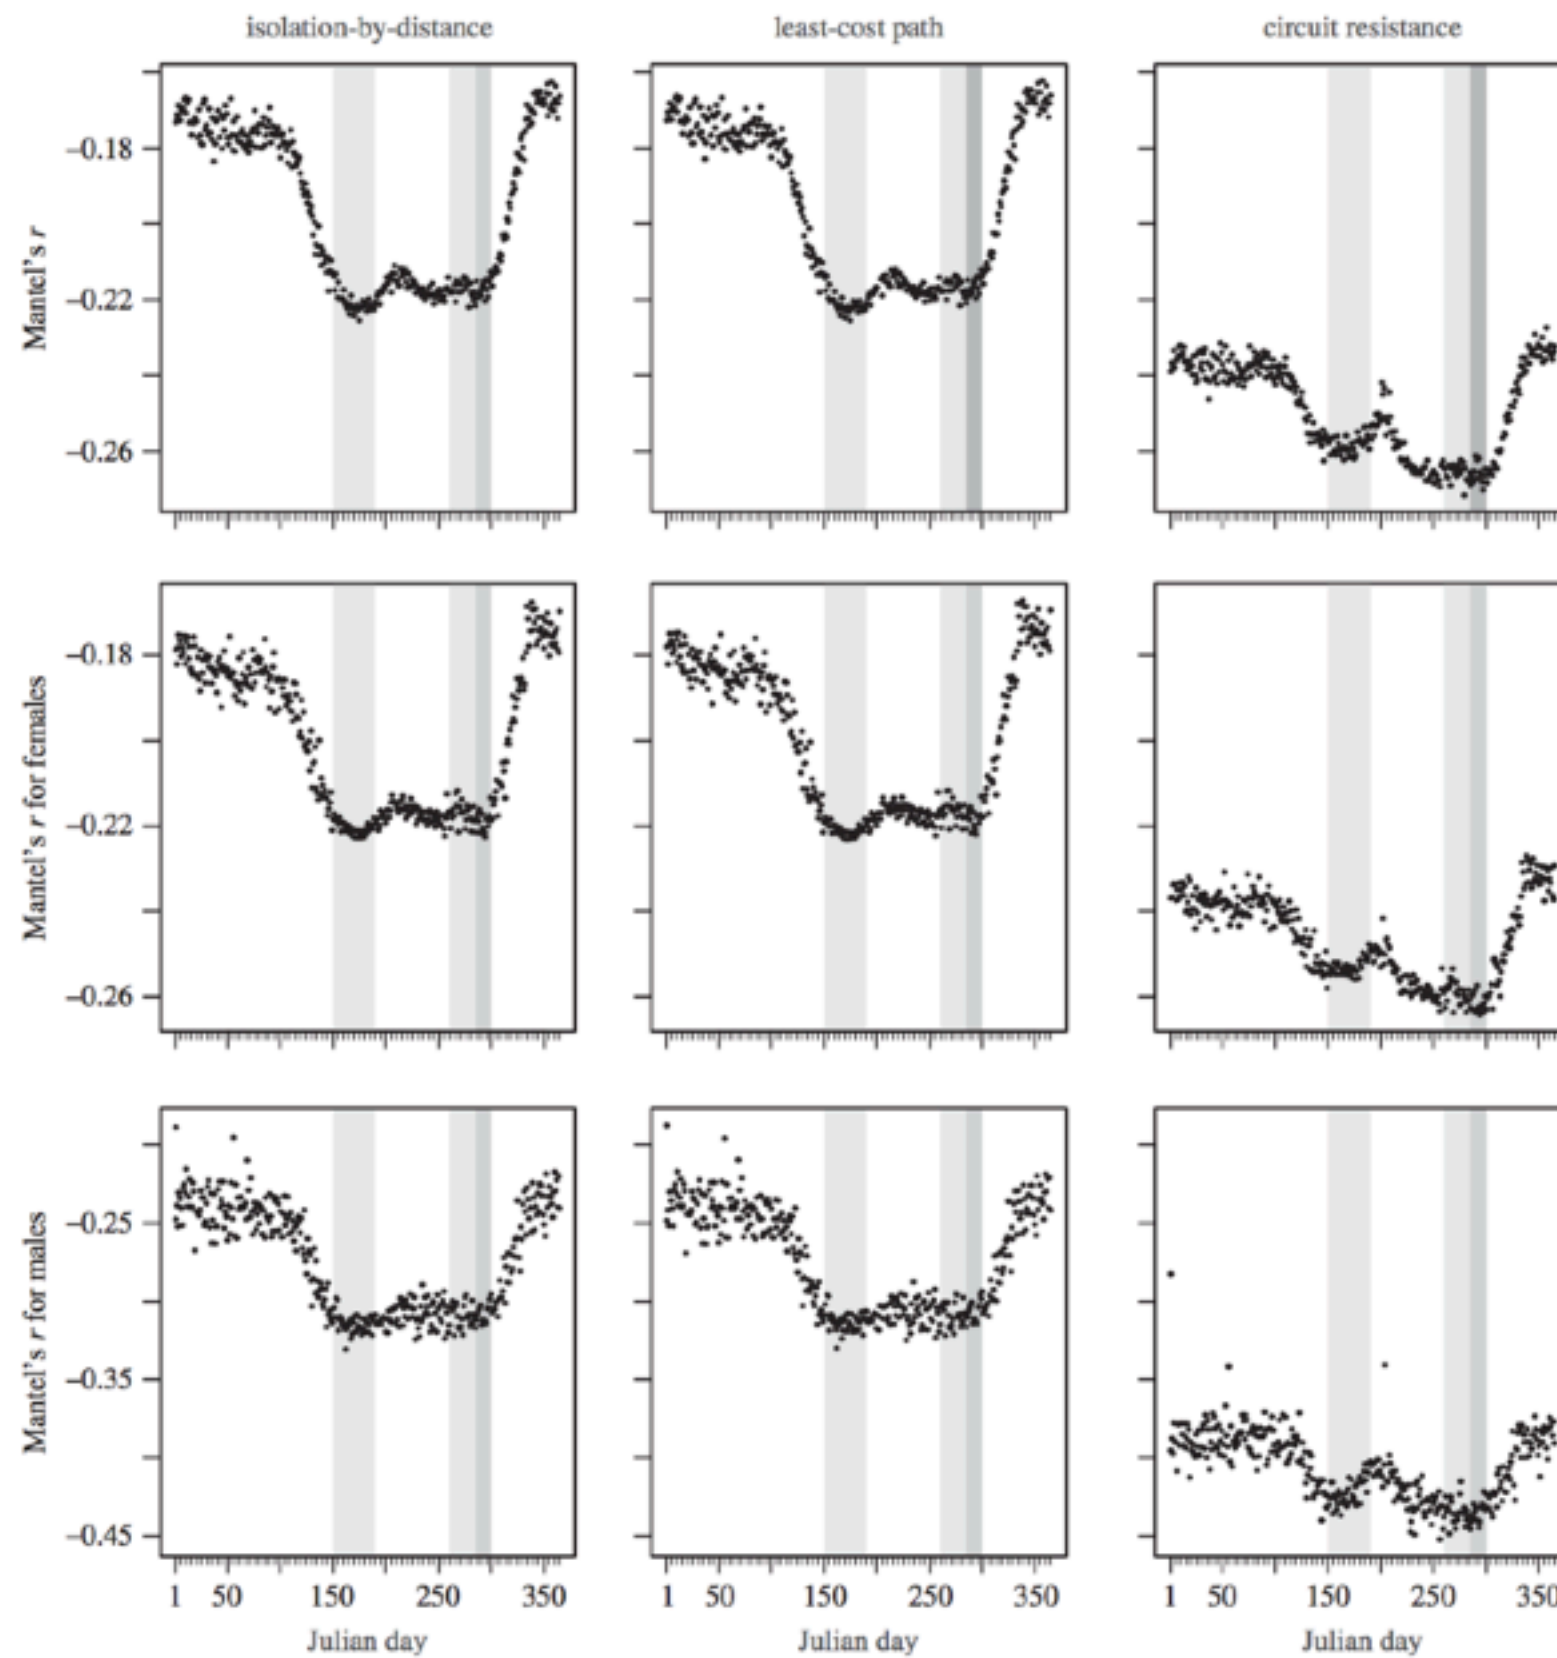 isolation-by-distance least-cost path circuit resistance
Mantel's r
–0.18
–0.22
–0.26
Mantel's r for females
–0.18
–0.22
–0.26
Mantel's r for males
–0.25
–0.35
–0.45
1 50 150 250 350 1 50 150 250 350 1 50 150 250 350
Julian day Julian day Julian day